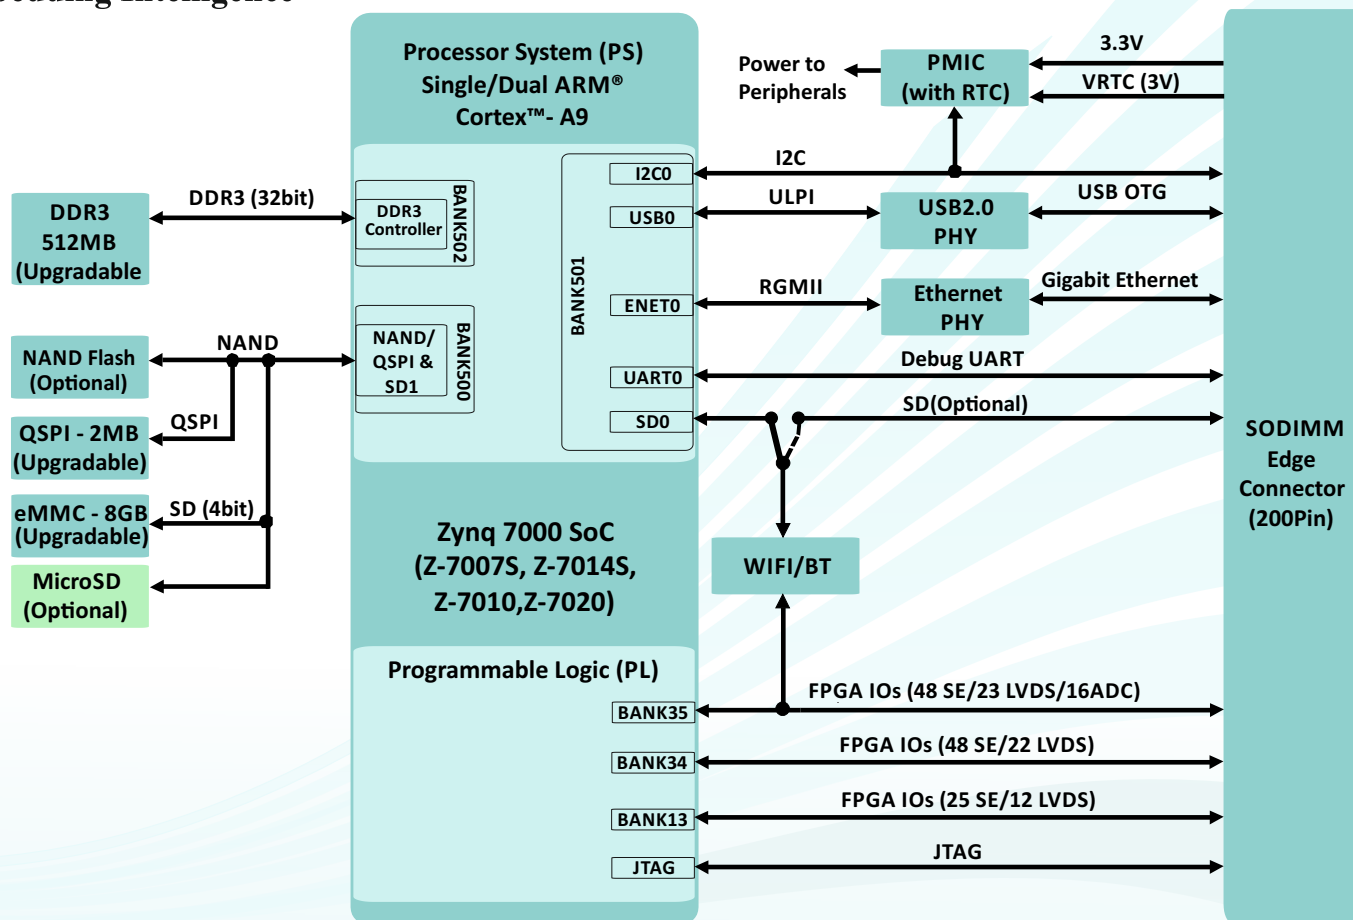 Processor System (PS)
Single/Dual ARM®
Cortex™- A9
DDR3
512MB
(Upgradable
DDR3 (32bit)
DDR3
Controller
BANK502
NAND Flash
(Optional)
NAND
NAND/
QSPI &
SD1
BANK500
QSPI - 2MB
(Upgradable)
QSPI
eMMC - 8GB
(Upgradable)
SD (4bit)
MicroSD
(Optional)
BANK501
I2C0
USB0
ENET0
UART0
SD0
Zynq 7000 SoC
(Z-7007S, Z-7014S,
Z-7010,Z-7020)
Programmable Logic (PL)
BANK35
BANK34
BANK13
JTAG
Power to
Peripherals
PMIC
(with RTC)
3.3V
VRTC (3V)
I2C
ULPI
USB2.0
PHY
USB OTG
RGMII
Ethernet
PHY
Gigabit Ethernet
Debug UART
SD(Optional)
WIFI/BT
FPGA IOs (48 SE/23 LVDS/16ADC)
FPGA IOs (48 SE/22 LVDS)
FPGA IOs (25 SE/12 LVDS)
JTAG
SODIMM
Edge
Connector
(200Pin)